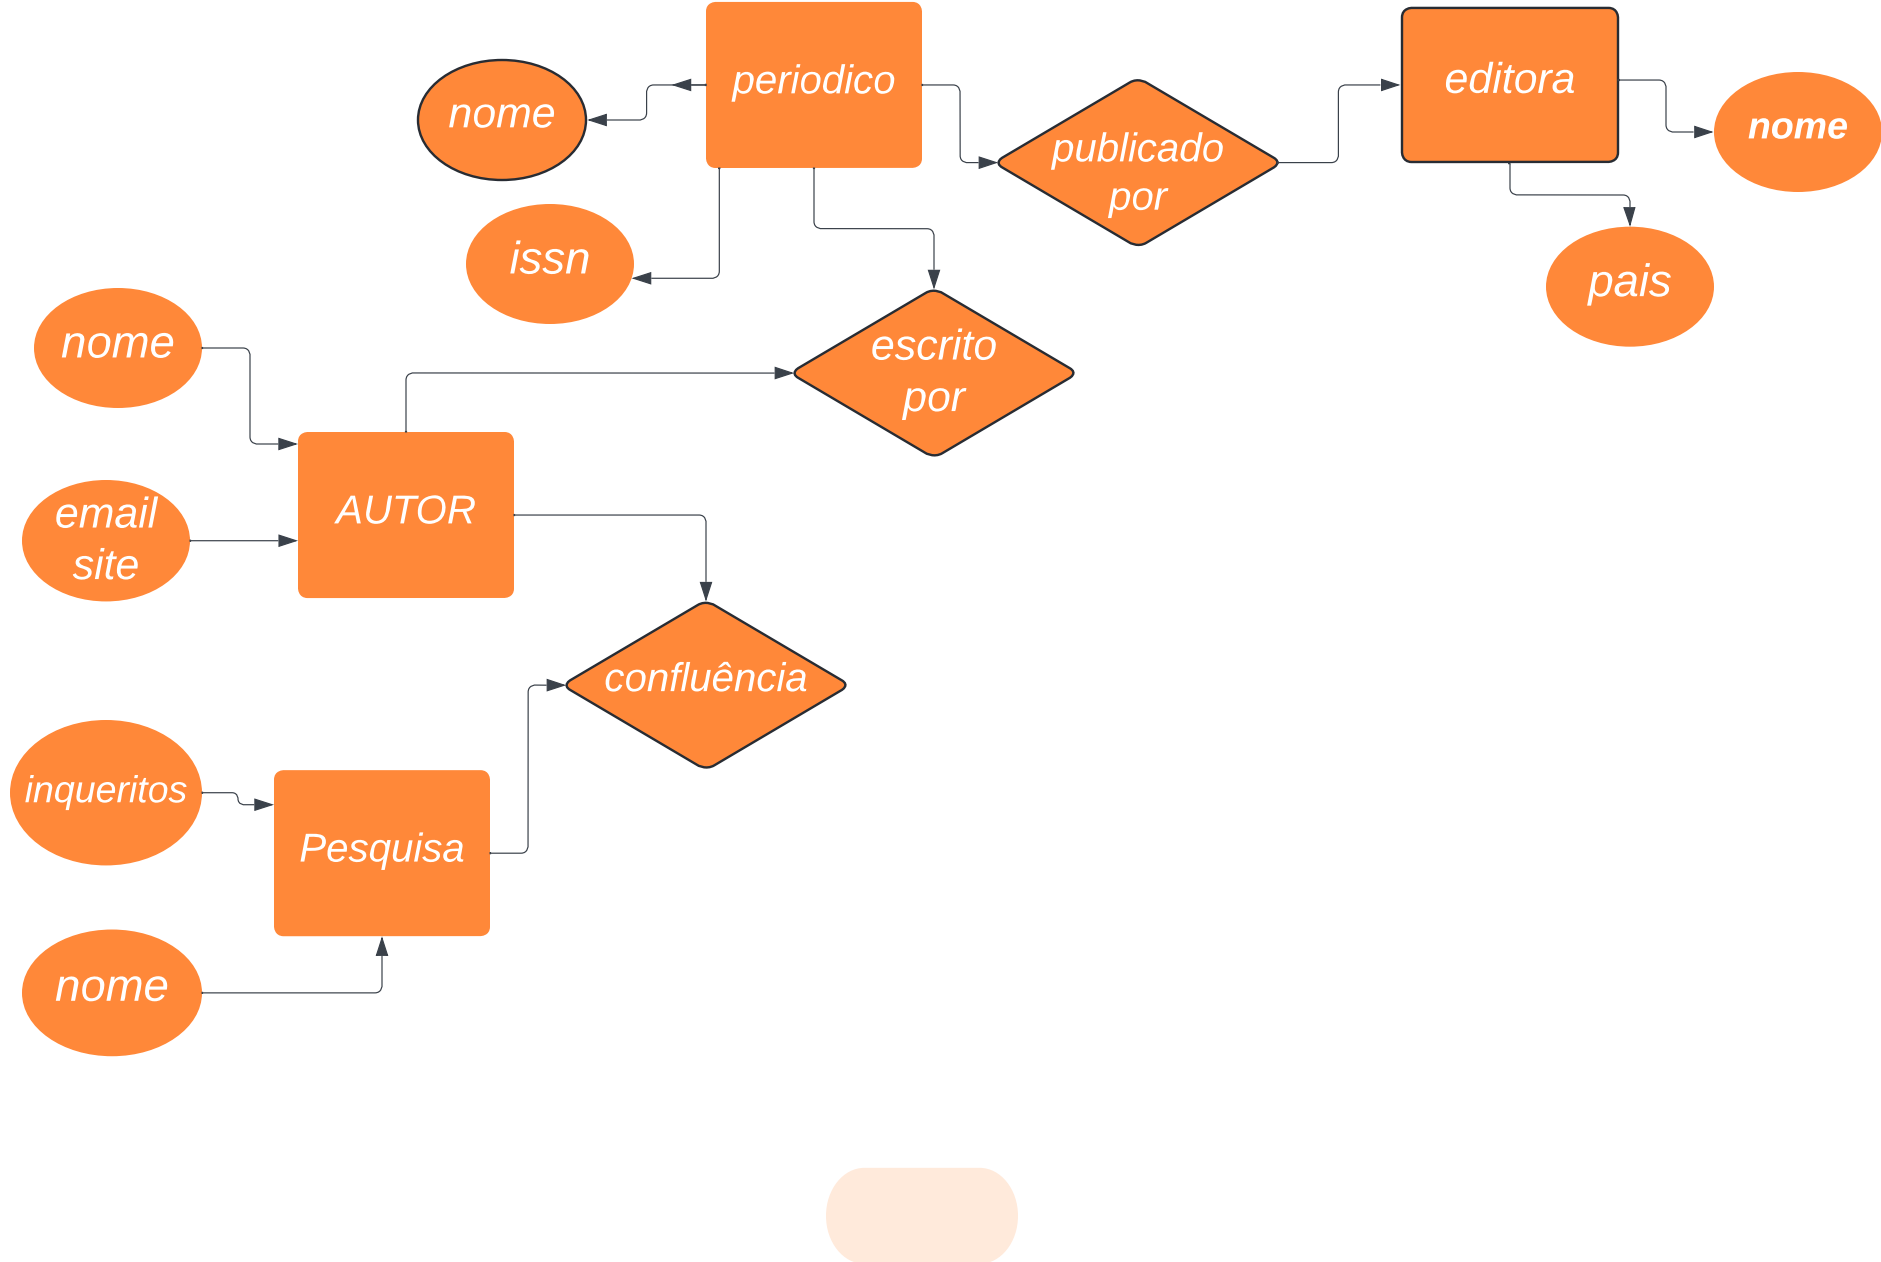 periodico
editora
nome
nome
publicado
por
issn
pais
nome
escrito
por
AUTOR
email
site
confluência
inqueritos
Pesquisa
nome